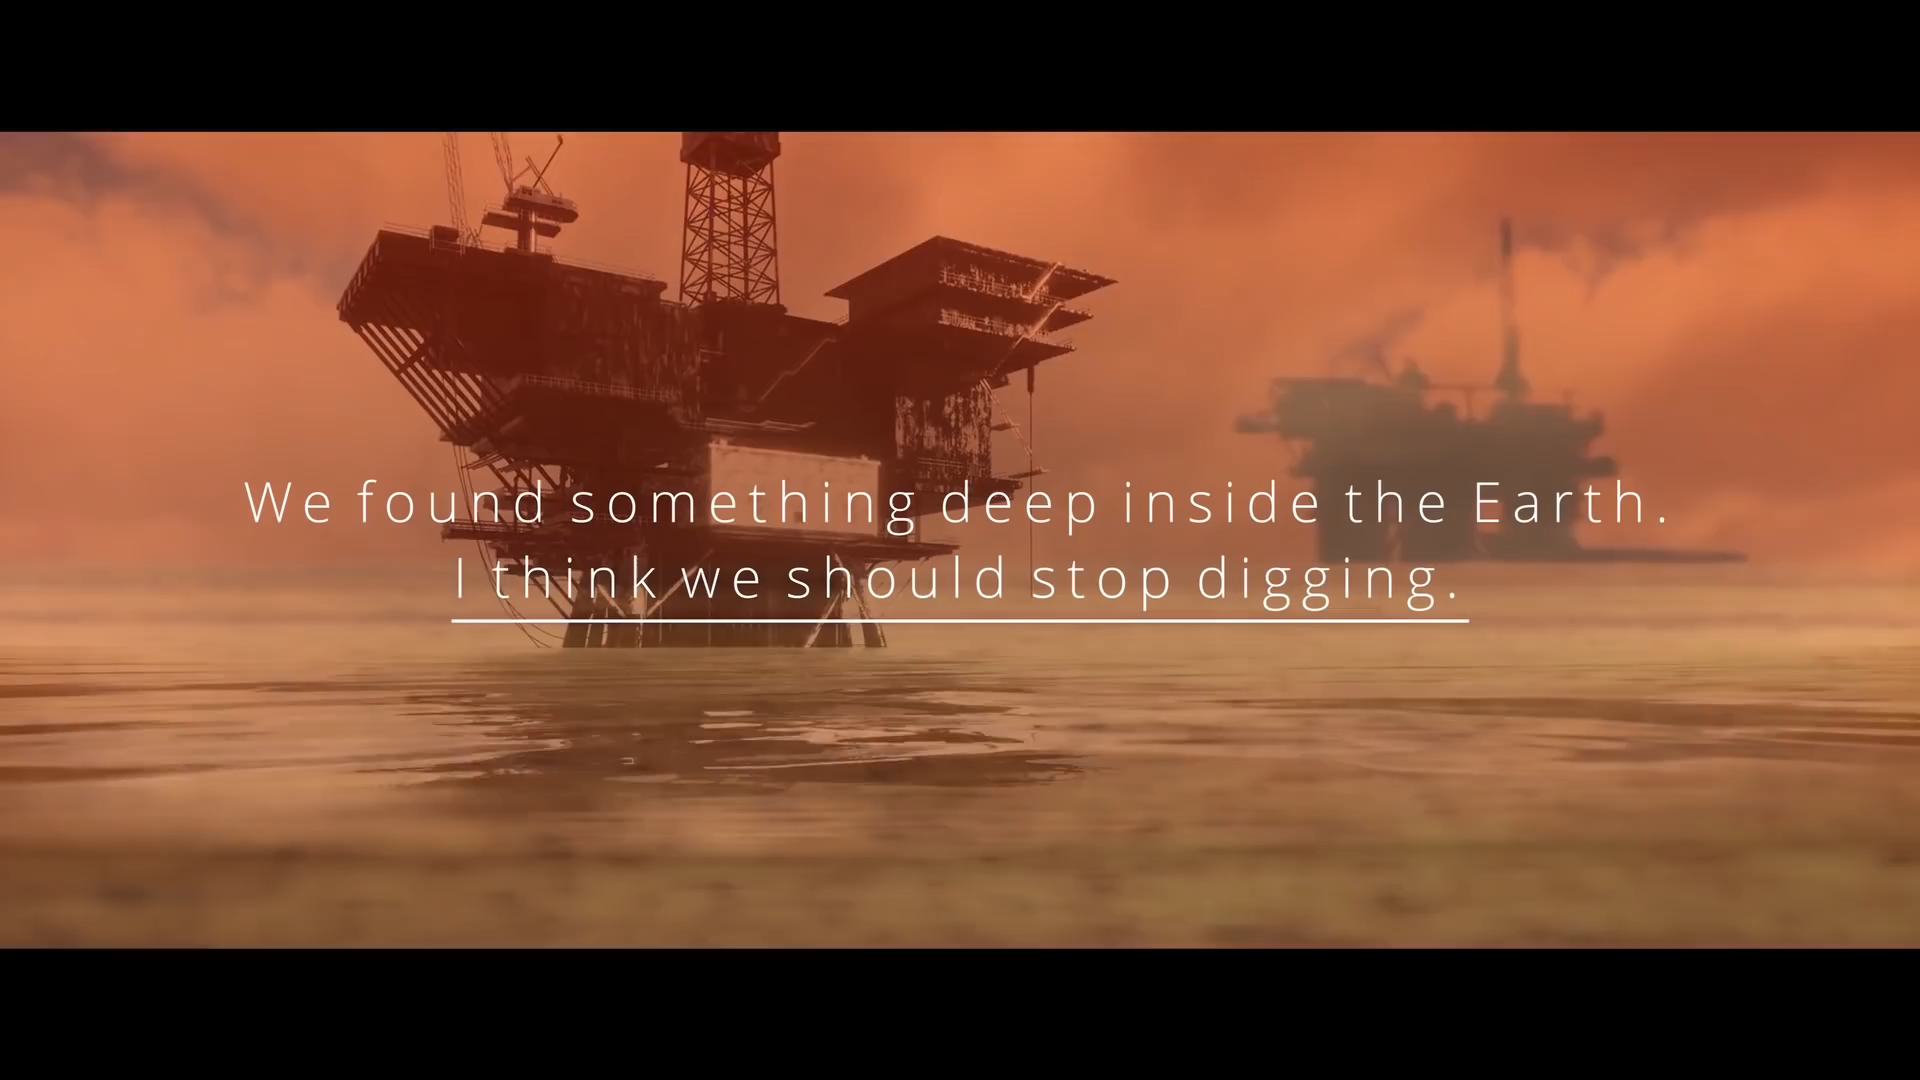 We found something deep inside the Earth.
I think we should stop digging.